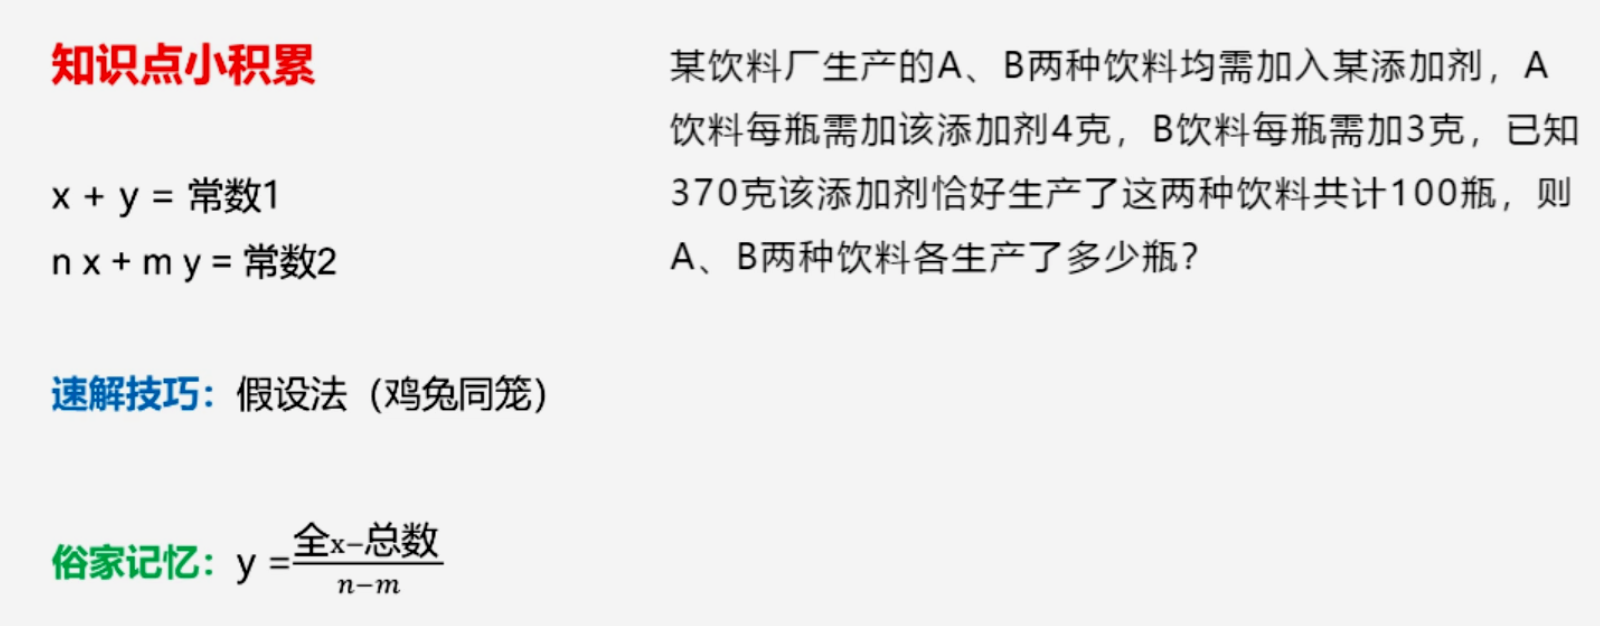 知识点小积累
x + y = 常数1
n x + m y = 常数2
速解技巧：假设法（鸡兔同笼）
俗家记忆：y = 全x−总数
n−m
某饮料厂生产的A、B两种饮料均需加入某添加剂，A
饮料每瓶需加该添加剂4克，B饮料每瓶需加3克，已知
370克该添加剂恰好生产了这两种饮料共计100瓶，则
A、B两种饮料各生产了多少瓶？